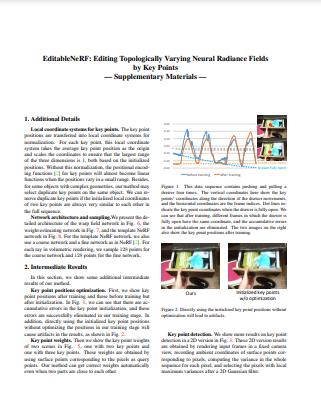 EditableNeRF: Editing Topologically Varying Neural Radiance Fields
by Key Points
— Supplementary Materials —
1. Additional Details
Local coordinate systems for key points. The key point
positions are transferred into local coordinate systems for
normalization. For each key point, this local coordinate
system takes the average key point position as the origin
and scales the coordinates to ensure that the largest range
of the three dimensions is 1, both based on the initialized
positions. Without this normalization, the positional encod-
ing functions [2] for key points will almost become linear
functions when the positions vary in a small range. Besides,
for some objects with complex geometries, our method may
select duplicate key points on the same object. We can re-
move duplicate key points if the initialized local coordinates
of two key points are always very similar to each other in
the full sequence.
Network architecture and sampling. We present the de-
tailed architecture of the warp field network in Fig. 6, the
weight estimating network in Fig. 7, and the template NeRF
network in Fig. 8. For the template NeRF network, we also
use a coarse network and a fine network as in NeRF [2]. For
each ray in volumetric rendering, we sample 128 points for
the coarse network and 128 points for the fine network.
2. Intermediate Results
In this section, we show some additional intermediate
results of our method.
Key point positions optimization. First, we show key
point positions after training and these before training but
after initialization. In Fig. 1, we can see that there are ac-
cumulative errors in the key point initializations, and these
errors are successfully eliminated in our training stage. In
addition, directly using the initialized key point positions
without optimizing the positions in our training stage will
cause artifacts in the results, as shown in Fig. 2.
Key point weights. Then we show the key point weights
of two scenes in Fig. 5, one with two key points and
one with three key points. These weights are obtained by
using surface points corresponding to the pixels as query
points. Our method can get correct weights automatically
even when two parts are close to each other.
Drawer fully open
Before training
After training
Figure 1. This data sequence contains pushing and pulling a
drawer four times. The vertical coordinates here show the key
points' coordinates along the direction of the drawer movements,
and the horizontal coordinates are the frame indices. Dot lines in-
dicate the key point coordinates when the drawer is fully open. We
can see that after training, different frames in which the drawer is
fully open have the same coordinate, and the accumulative errors
in the initialization are eliminated. The two images on the right
also show the key point positions after training.
Ours
Initialized key points
w/o optimization
Figure 2. Directly using the initialized key point positions without
optimization will lead to artifacts.
Key point detection. We show more results on key point
detection in a 2D version in Fig. 3. These 2D version results
are obtained by rendering input frames in a fixed camera
view, recording ambient coordinates of surface points cor-
responding to pixels, computing the variance in the whole
sequence for each pixel, and selecting the pixels with local
maximum variances after a 2D Gaussian filter.